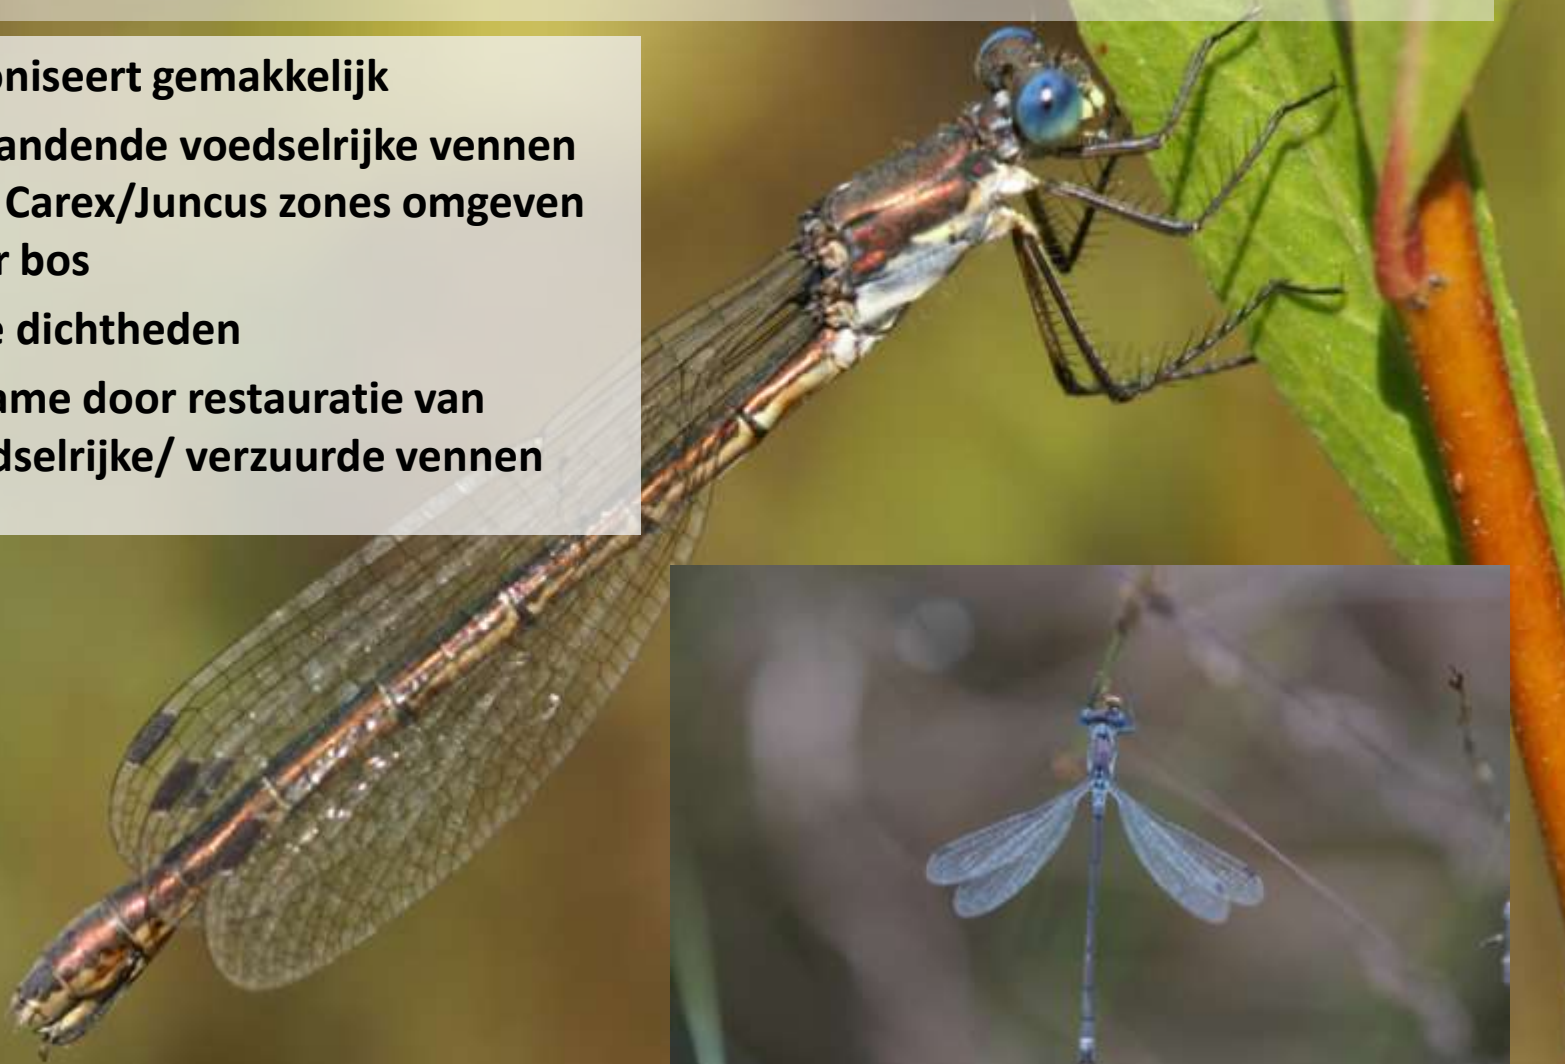 oniseert gemakkelijk
andende voedselrijke vennen
Carex/Juncus zones omgeven
r bos
e dichtheden
ame door restauratie van
dselrijke/ verzuurde vennen